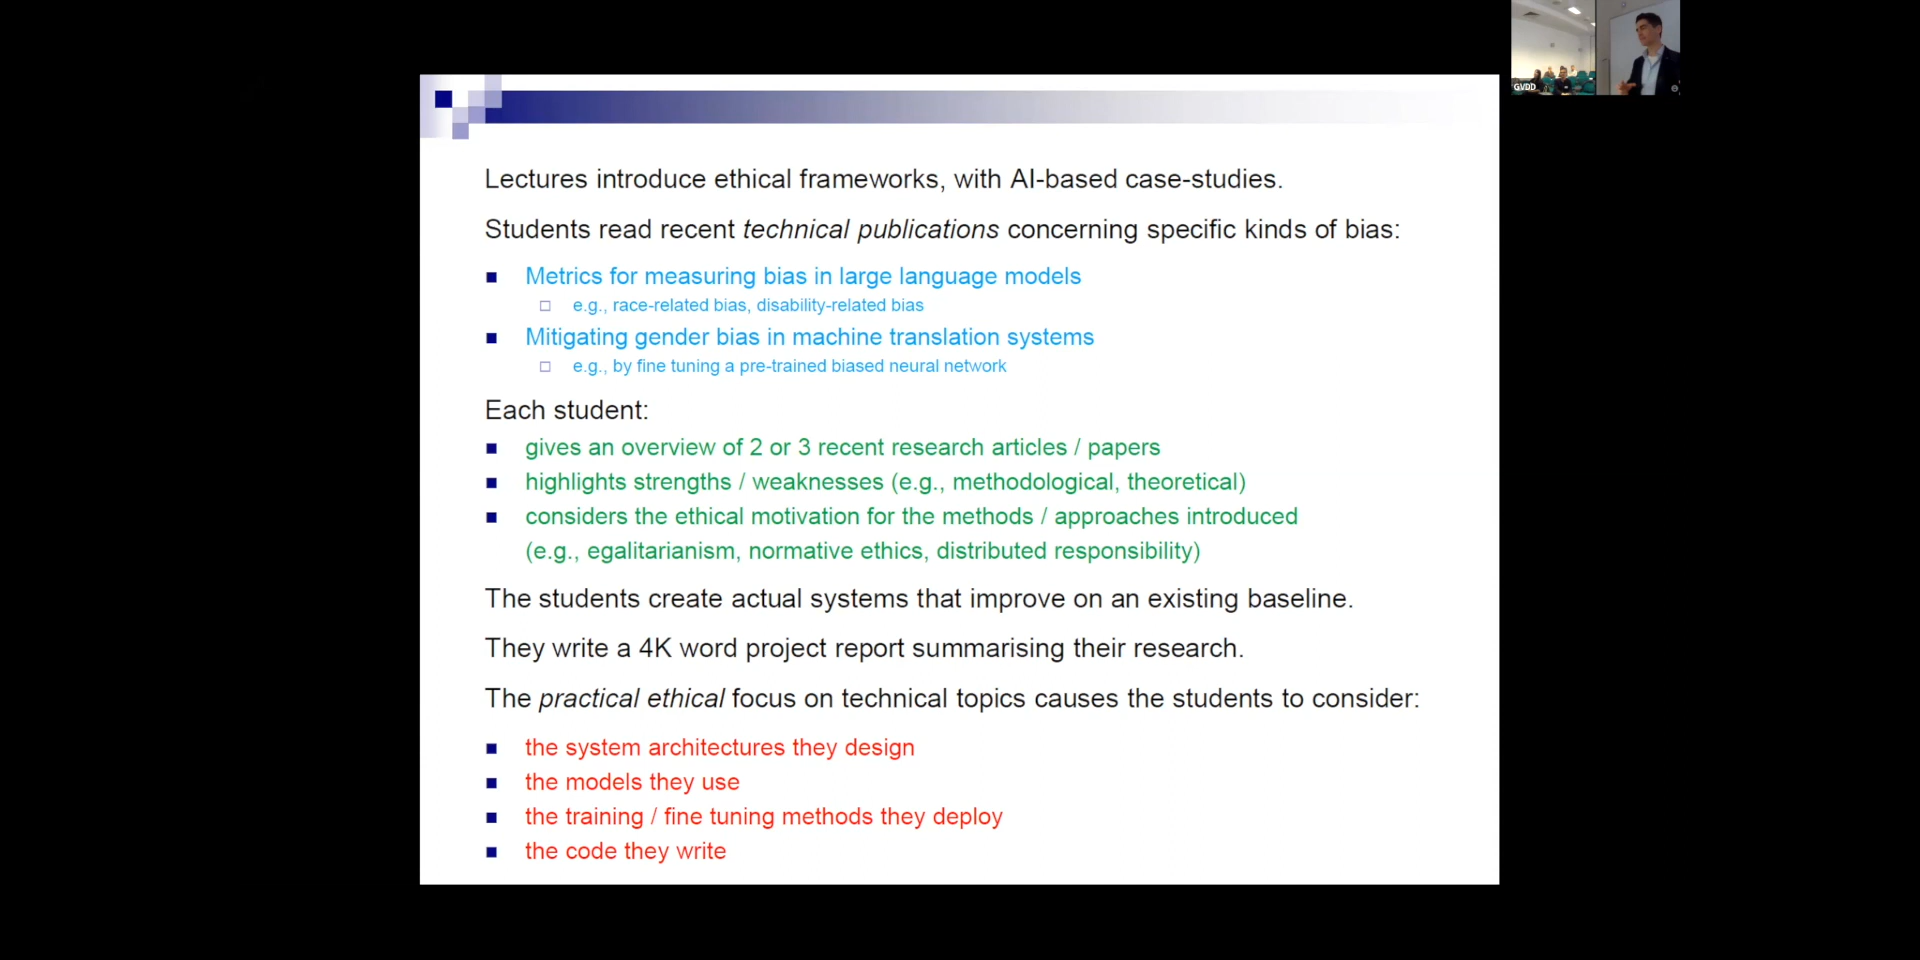 GVDD
Lectures introduce ethical frameworks, with AI-based case-studies.
Students read recent technical publications concerning specific kinds of bias:
Metrics for measuring bias in large language models
e.g., race-related bias, disability-related bias
Mitigating gender bias in machine translation systems
e.g., by fine tuning a pre-trained biased neural network
Each student:
gives an overview of 2 or 3 recent research articles / papers
highlights strengths / weaknesses (e.g., methodological, theoretical)
considers the ethical motivation for the methods / approaches introduced
(e.g., egalitarianism, normative ethics, distributed responsibility)
The students create actual systems that improve on an existing baseline.
They write a 4K word project report summarising their research.
The practical ethical focus on technical topics causes the students to consider:
the system architectures they design
the models they use
the training / fine tuning methods they deploy
the code they write